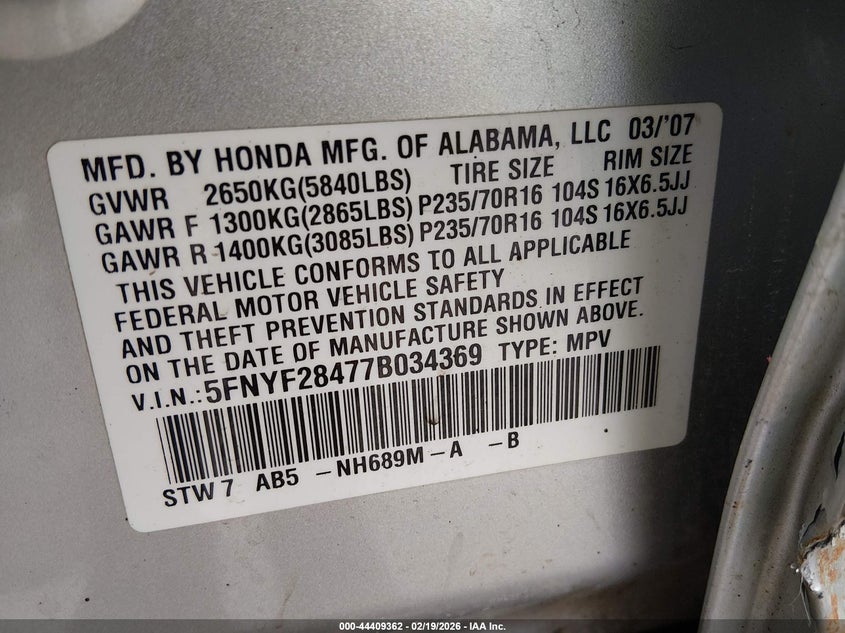 MFD. BY HONDA MFG. OF ALABAMA, LLC 03/'07
GVWR 2650KG(5840LBS) TIRE SIZE RIM SIZE
GAWR F 1300KG(2865LBS) P235/70R16 104S 16X6.5JJ
GAWR R 1400KG(3085LBS) P235/70R16 104S 16X6.5JJ
THIS VEHICLE CONFORMS TO ALL APPLICABLE
FEDERAL MOTOR VEHICLE SAFETY
AND THEFT PREVENTION STANDARDS IN EFFECT
ON THE DATE OF MANUFACTURE SHOWN ABOVE.
V.I.N.: 5FNYF28477B034369 TYPE: MPV
STW 7 AB5 -NH689M-A -B
000-44409362 - 02/19/2026 - IAA Inc.